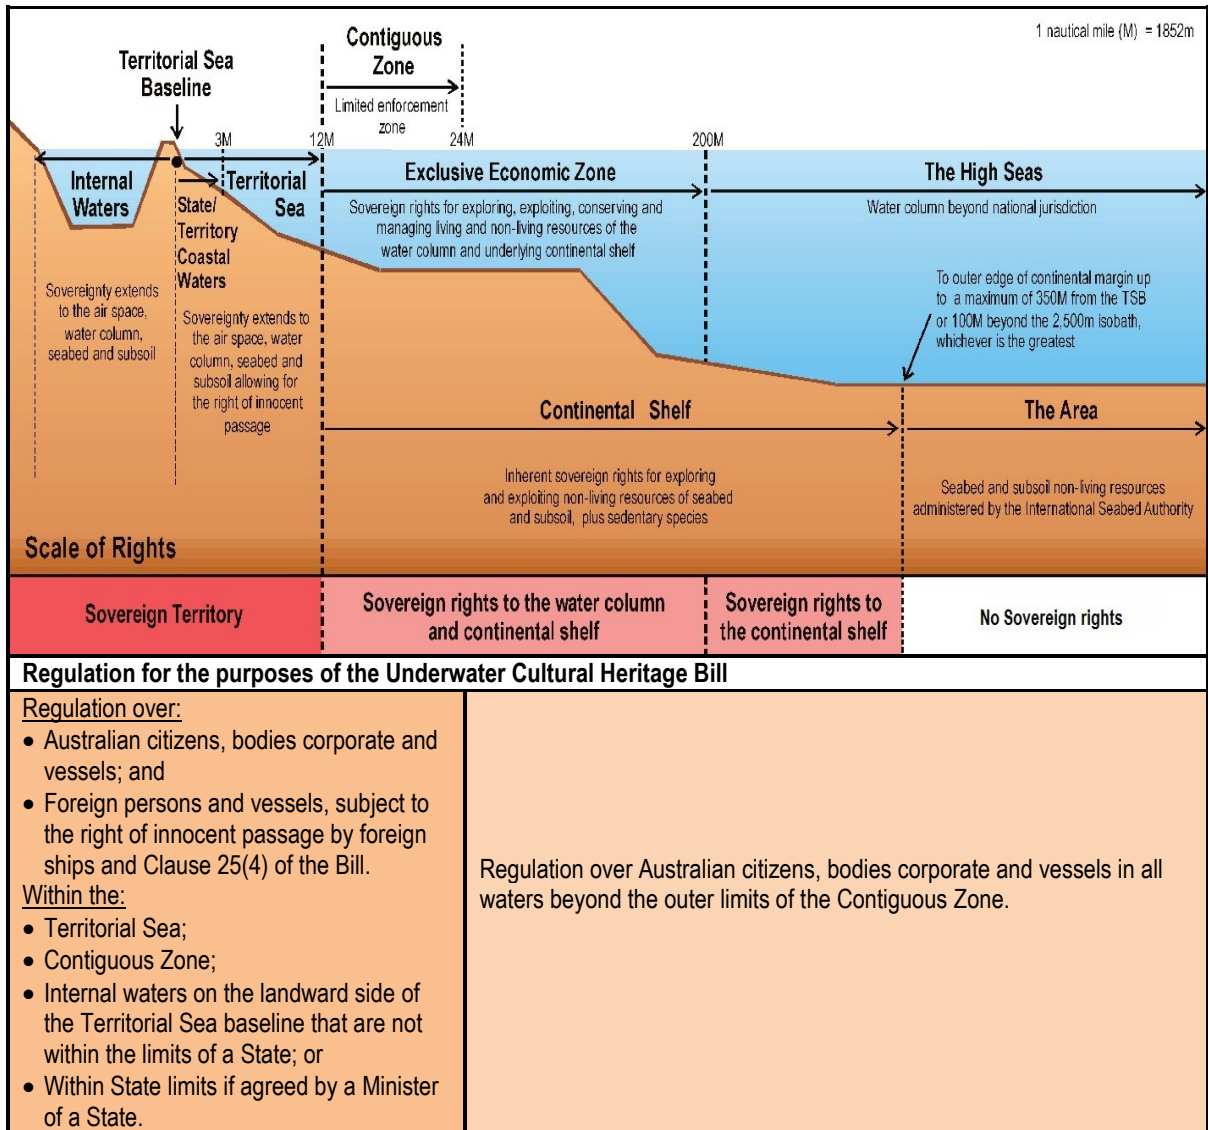 1 nautical mile (M) = 1852m
Contiguous
Zone
Limited enforcement
zone
Territorial Sea
Baseline
3M
12M
24M
200M
Internal
Waters
Territorial
Sea
State/
Territory
Coastal
Waters
Exclusive Economic Zone
Sovereign rights for exploring, exploiting, conserving and
managing living and non-living resources of the
water column and underlying continental shelf
The High Seas
Water column beyond national jurisdiction
Sovereignty extends
to the air space,
water column,
seabed and subsoil
Sovereignty extends to
the air space, water
column, seabed and
subsoil allowing for
the right of innocent
passage
To outer edge of continental margin up
to a maximum of 350M from the TSB
or 100M beyond the 2,500m isobath,
whichever is the greatest
Continental Shelf
Inherent sovereign rights for exploring
and exploiting non-living resources of seabed
and subsoil, plus sedentary species
The Area
Seabed and subsoil non-living resources
administered by the International Seabed Authority
Scale of Rights
Sovereign Territory
Sovereign rights to the water column
and continental shelf
Sovereign rights to
the continental shelf
No Sovereign rights
Regulation for the purposes of the Underwater Cultural Heritage Bill
Regulation over:
• Australian citizens, bodies corporate and
vessels; and
• Foreign persons and vessels, subject to
the right of innocent passage by foreign
ships and Clause 25(4) of the Bill.
Within the:
• Territorial Sea;
• Contiguous Zone;
• Internal waters on the landward side of
the Territorial Sea baseline that are not
within the limits of a State; or
• Within State limits if agreed by a Minister
of a State.
Regulation over Australian citizens, bodies corporate and vessels in all
waters beyond the outer limits of the Contiguous Zone.